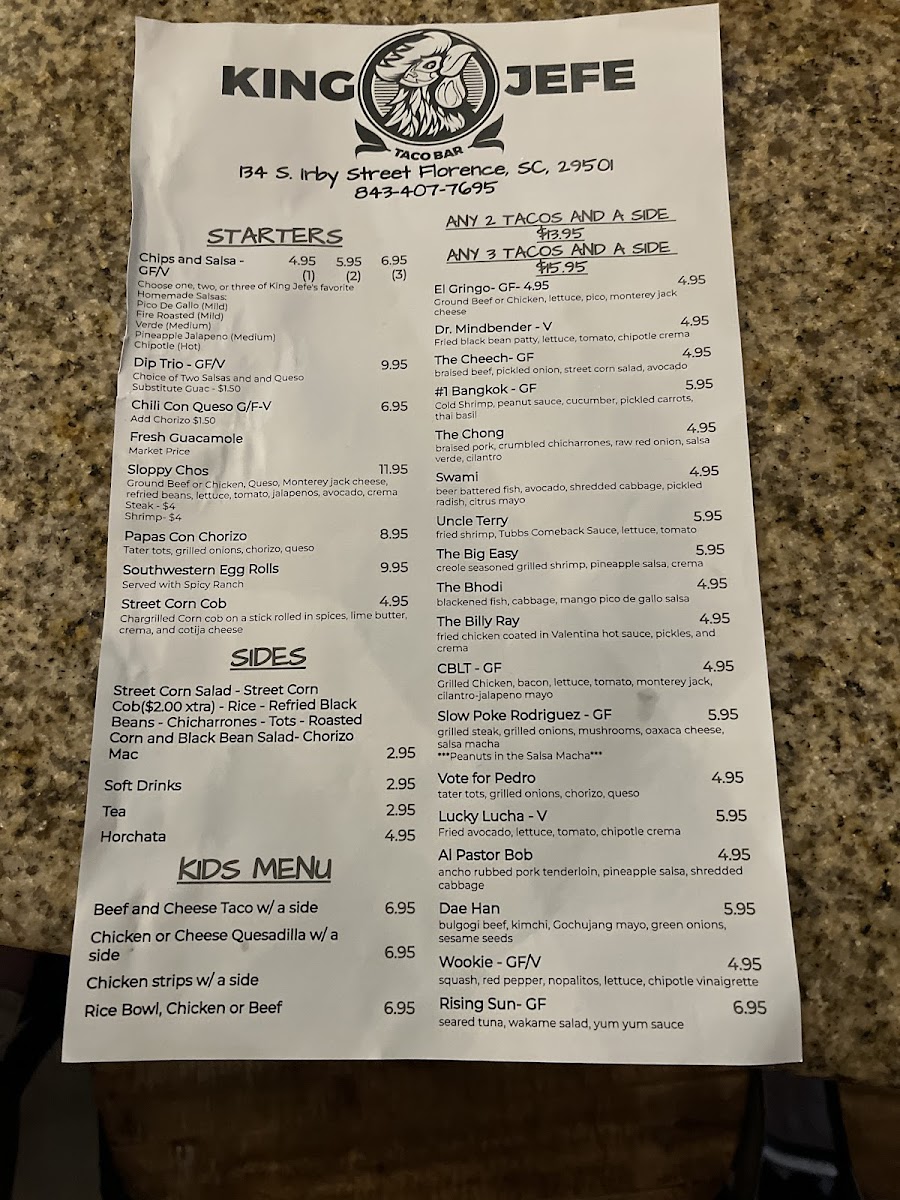 KING JEFE
TACO BAR
134 S. Irby Street Florence, SC, 29501
843-407-7695
STARTERS
Chips and Salsa - 4.95 5.95 6.95
GF/V (1) (2) (3)
Choose one, two, or three of King Jefe's favorite
Homemade Salsas:
Pico De Gallo (Mild)
Fire Roasted (Mild)
Verde (Medium)
Pineapple Jalapeno (Medium)
Chipotle (Hot)
Dip Trio - GF/V 9.95
Choice of Two Salsas and and Queso
Substitute Guac - $1.50
Chili Con Queso G/F-V 6.95
Add Chorizo $1.50
Fresh Guacamole
Market Price
Sloppy Chos 11.95
Ground Beef or Chicken, Queso, Monterey jack cheese,
refried beans, lettuce, tomato, jalapenos, avocado, crema
Steak - $4
Shrimp- $4
Papas Con Chorizo 8.95
Tater tots, grilled onions, chorizo, queso
Southwestern Egg Rolls 9.95
Served with Spicy Ranch
Street Corn Cob 4.95
Chargrilled Corn cob on a stick rolled in spices, lime butter,
crema, and cotija cheese
SIDES
Street Corn Salad - Street Corn
Cob($2.00 xtra) - Rice - Refried Black
Beans - Chicharrones - Tots - Roasted
Corn and Black Bean Salad- Chorizo
Mac 2.95
Soft Drinks 2.95
Tea 2.95
Horchata 4.95
KIDS MENU
Beef and Cheese Taco w/ a side 6.95
Chicken or Cheese Quesadilla w/ a
side 6.95
Chicken strips w/ a side
Rice Bowl, Chicken or Beef 6.95
ANY 2 TACOS AND A SIDE
$13.95
ANY 3 TACOS AND A SIDE
$15.95
El Gringo- GF- 4.95 4.95
Ground Beef or Chicken, lettuce, pico, monterey jack
cheese
Dr. Mindbender - V 4.95
Fried black bean patty, lettuce, tomato, chipotle crema
The Cheech- GF 4.95
braised beef, pickled onion, street corn salad, avocado
#1 Bangkok - GF 5.95
Cold Shrimp, peanut sauce, cucumber, pickled carrots,
thai basil
The Chong 4.95
braised pork, crumbled chicharrones, raw red onion, salsa
verde, cilantro
Swami 4.95
beer battered fish, avocado, shredded cabbage, pickled
radish, citrus mayo
Uncle Terry 5.95
fried shrimp, Tubbs Comeback Sauce, lettuce, tomato
The Big Easy 5.95
creole seasoned grilled shrimp, pineapple salsa, crema
The Bhodi 4.95
blackened fish, cabbage, mango pico de gallo salsa
The Billy Ray 4.95
fried chicken coated in Valentina hot sauce, pickles, and
crema
CBLT - GF 4.95
Grilled Chicken, bacon, lettuce, tomato, monterey jack,
cilantro-jalapeno mayo
Slow Poke Rodriguez - GF 5.95
grilled steak, grilled onions, mushrooms, oaxaca cheese,
salsa macha
***Peanuts in the Salsa Macha***
Vote for Pedro 4.95
tater tots, grilled onions, chorizo, queso
Lucky Lucha - V 5.95
Fried avocado, lettuce, tomato, chipotle crema
Al Pastor Bob 4.95
ancho rubbed pork tenderloin, pineapple salsa, shredded
cabbage
Dae Han 5.95
bulgogi beef, kimchi, Gochujang mayo, green onions,
sesame seeds
Wookie - GF/V 4.95
squash, red pepper, nopalitos, lettuce, chipotle vinaigrette
Rising Sun- GF 6.95
seared tuna, wakame salad, yum yum sauce